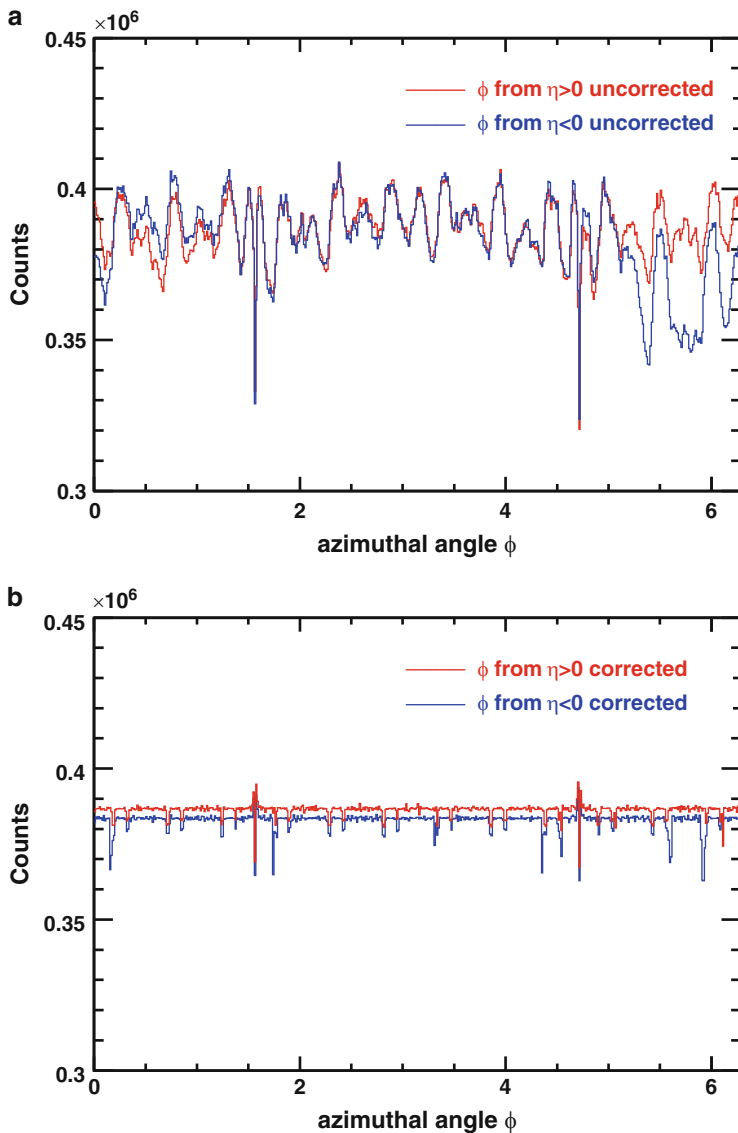 a
×10⁶
0.45
φ from η>0 uncorrected
φ from η<0 uncorrected
0.4
Counts
0.35
0.3
0 2 4 6
azimuthal angle φ
b
×10⁶
0.45
φ from η>0 corrected
φ from η<0 corrected
0.4
Counts
0.35
0.3
0 2 4 6
azimuthal angle φ